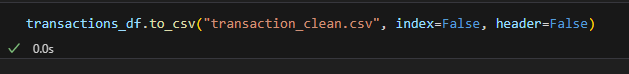 transactions_df.to_csv("transaction_clean.csv", index=False, header=False)
0.0s